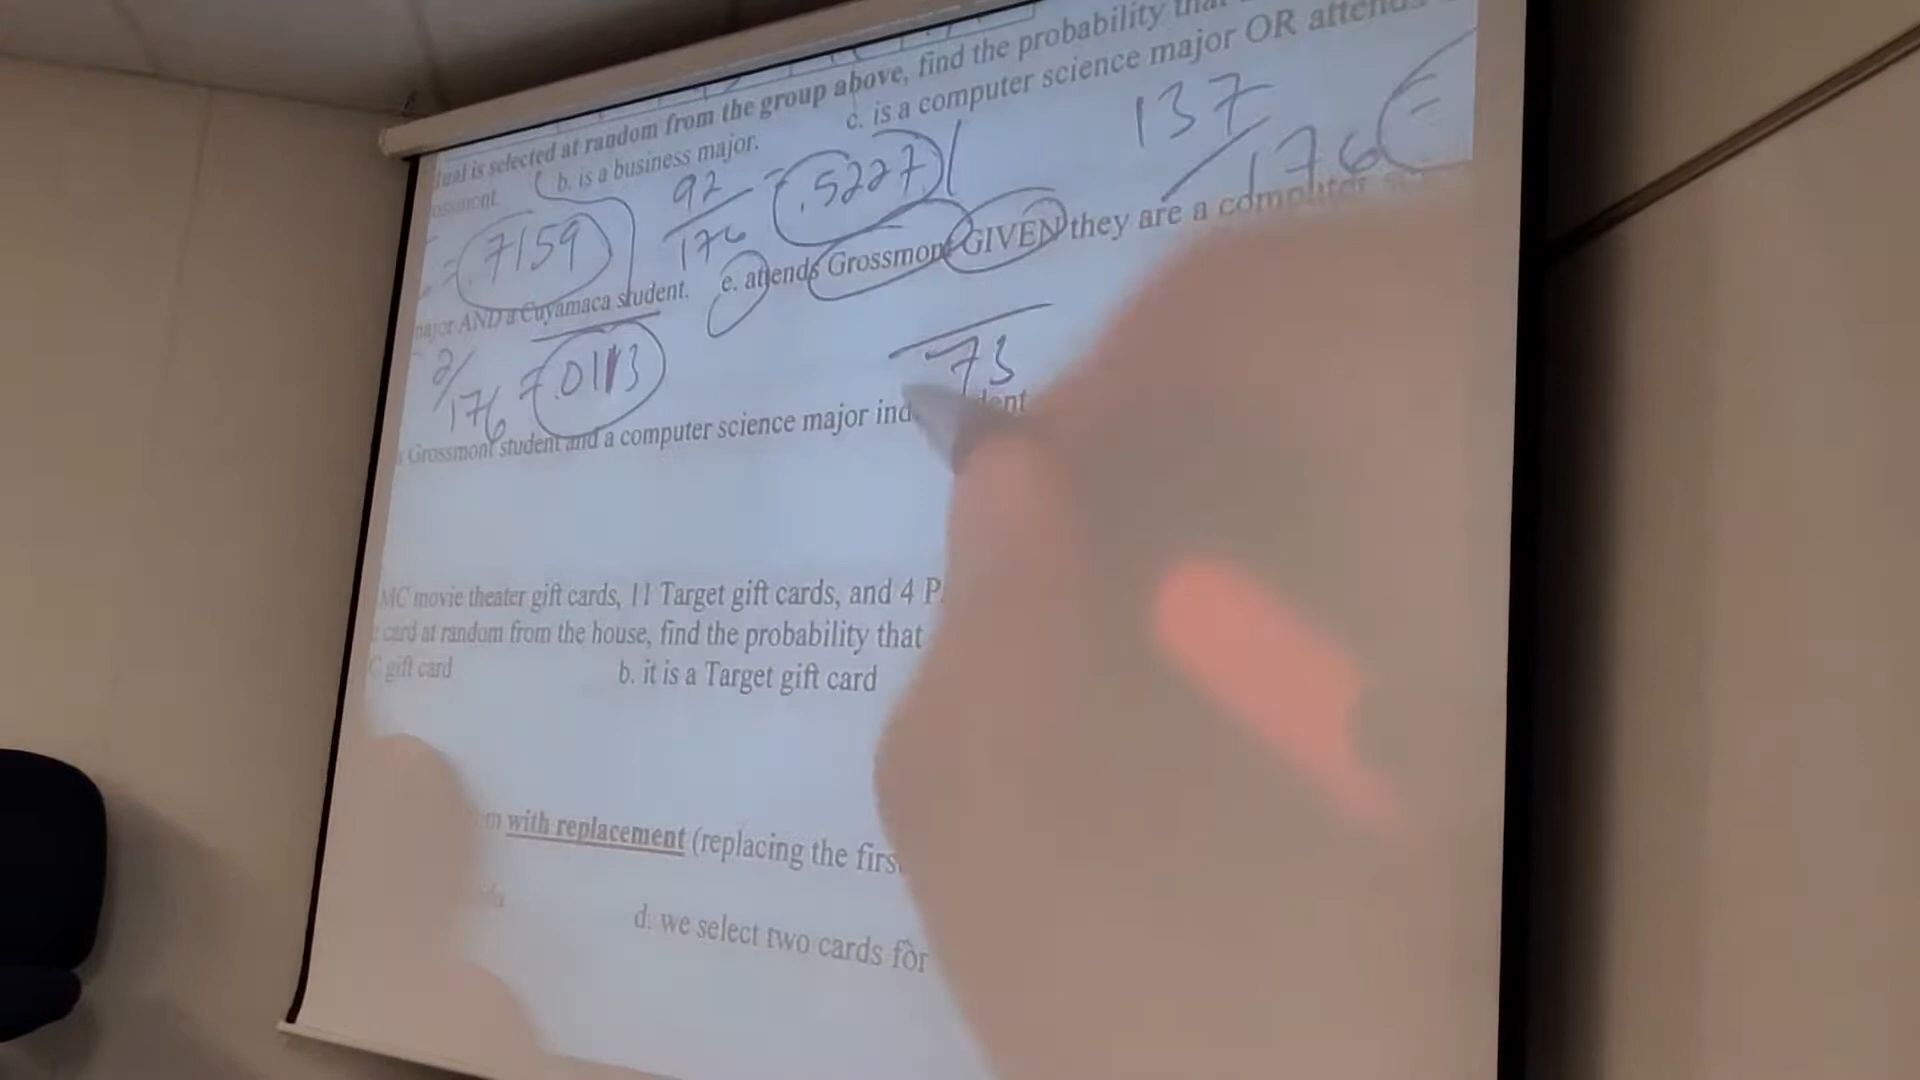 dual is selected at random from the group above, find the probability that
b. is a business major.
c. is a computer science major OR attends
92
176
= .5227
137
176
=
= .7159
major AND a Cuyamaca student.
e. attends Grossmont GIVEN they are a computer
2/176 = .0113
73
Grossmont student and a computer science major
MC movie theater gift cards, 11 Target gift cards, and 4 P
card at random from the house, find the probability that
C gift card
b. it is a Target gift card
m with replacement (replacing the firs
d. we select two cards for